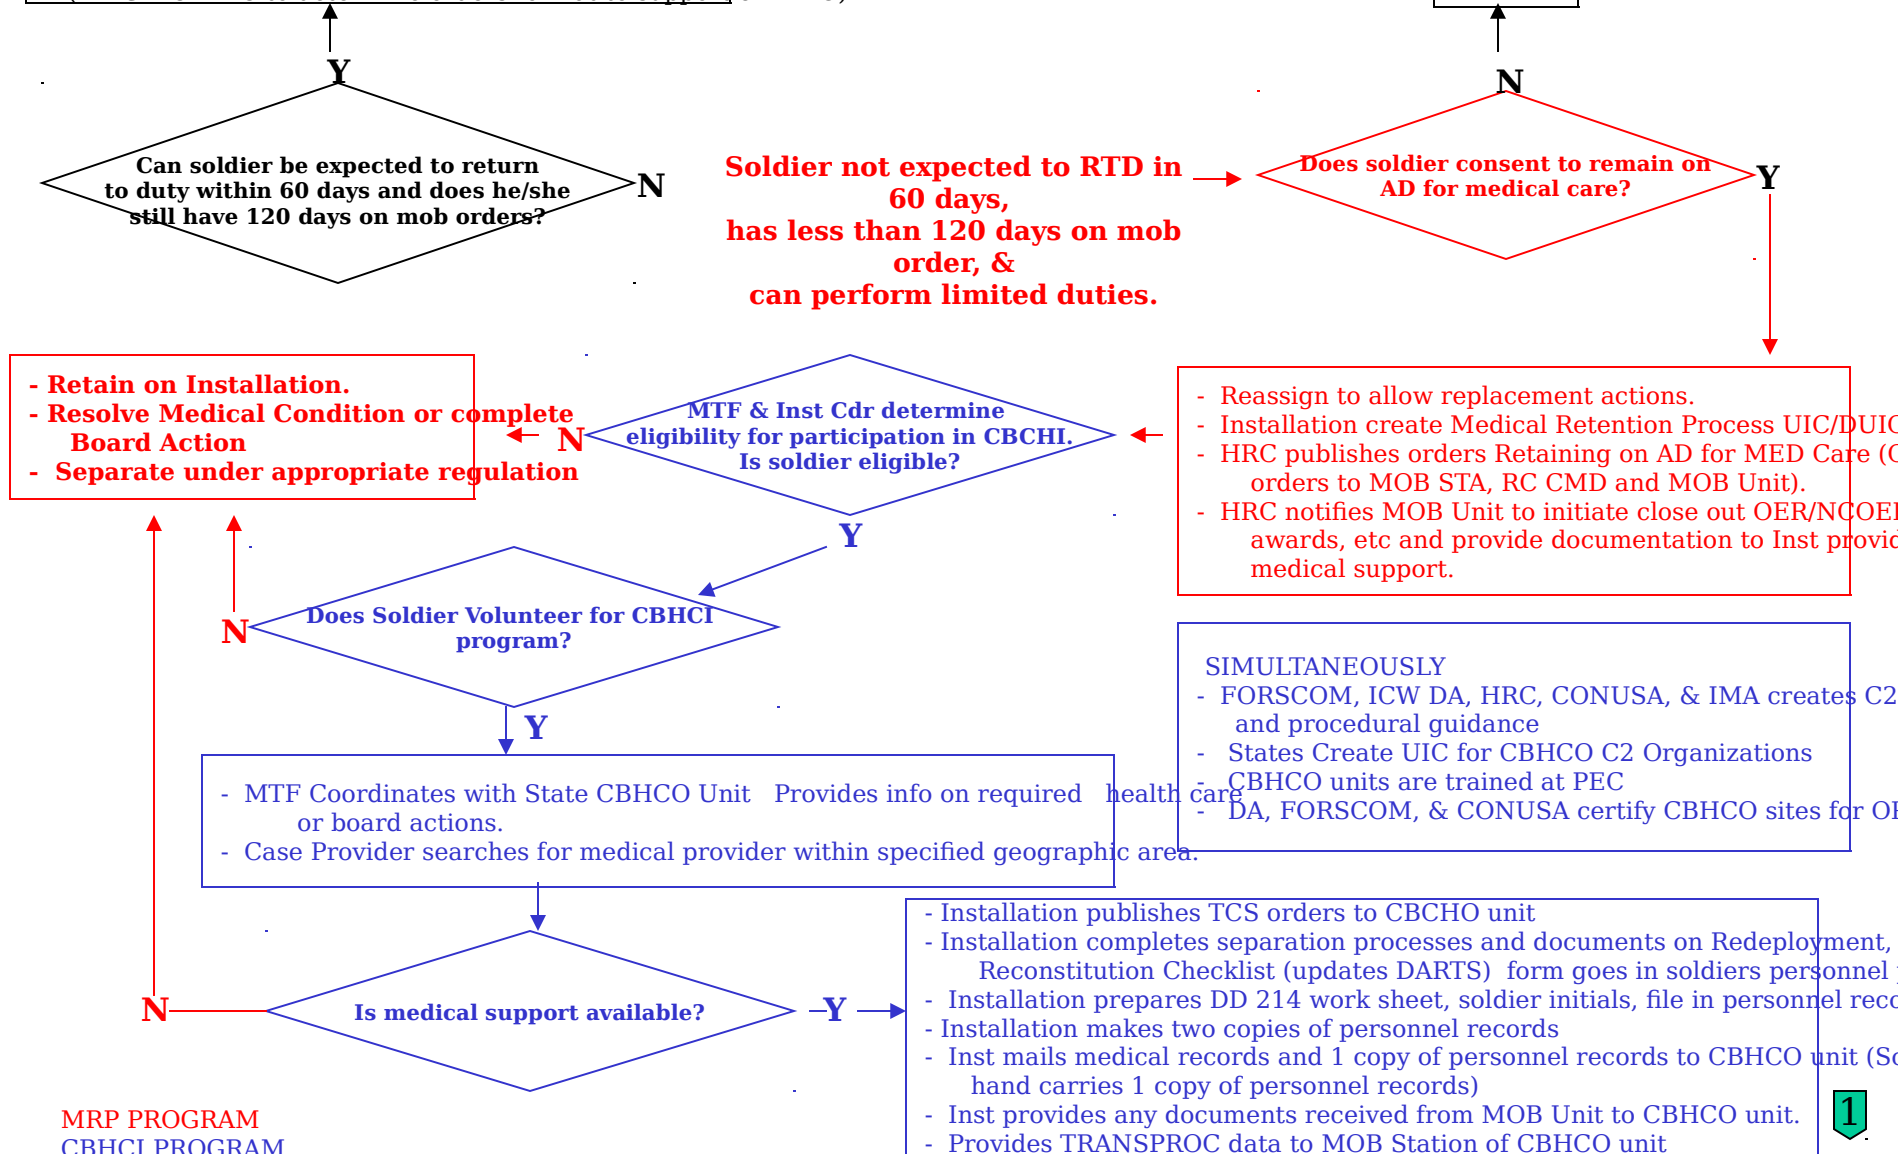 Y
N
Can soldier be expected to return
to duty within 60 days and does he/she
still have 120 days on mob orders?
N
Soldier not expected to RTD in
60 days,
has less than 120 days on mob
order, &
can perform limited duties.
Does soldier consent to remain on
AD for medical care?
Y
- Retain on Installation.
- Resolve Medical Condition or complete
Board Action
- Separate under appropriate regulation
N
MTF & Inst Cdr determine
eligibility for participation in CBCHI.
Is soldier eligible?
Y
- Reassign to allow replacement actions.
- Installation create Medical Retention Process UIC/DUIC
- HRC publishes orders Retaining on AD for MED Care
orders to MOB STA, RC CMD and MOB Unit).
- HRC notifies MOB Unit to initiate close out OER/NCOER
awards, etc and provide documentation to Inst
medical support.
N
Does Soldier Volunteer for CBHCI
program?
Y
SIMULTANEOUSLY
- FORSCOM, ICW DA, HRC, CONUSA, & IMA creates C2
and procedural guidance
- States Create UIC for CBHCO C2 Organizations
- CBHCO units are trained at PEC
- DA, FORSCOM, & CONUSA certify CBHCO sites for
- MTF Coordinates with State CBHCO Unit Provides info on required health care
or board actions.
- Case Provider searches for medical provider within specified geographic area.
N
Is medical support available?
Y
- Installation publishes TCS orders to CBCHO unit
- Installation completes separation processes and documents on Redeployment,
Reconstitution Checklist (updates DARTS) form goes in soldiers personnel
- Installation prepares DD 214 work sheet, soldier initials, file in personnel
- Installation makes two copies of personnel records
- Inst mails medical records and 1 copy of personnel records to CBHCO unit
hand carries 1 copy of personnel records)
- Inst provides any documents received from MOB Unit to CBHCO unit.
- Provides TRANSPROC data to MOB Station of CBHCO unit
MRP PROGRAM
CBHCI PROGRAM
1